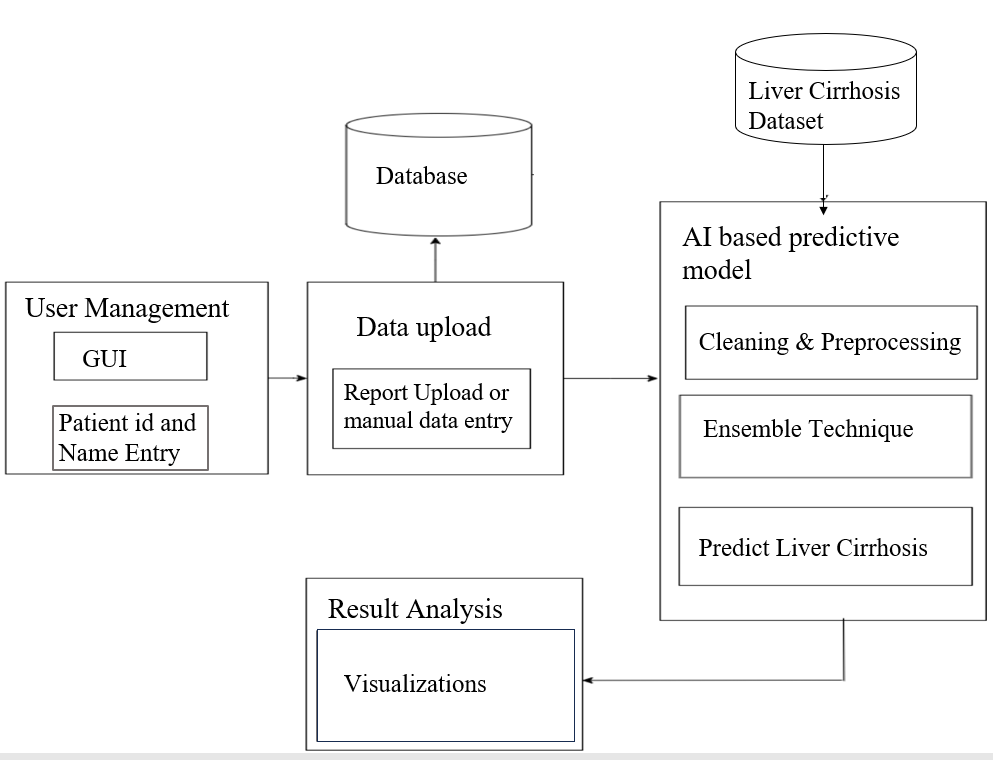 Liver Cirrhosis
Dataset
Database
AI based predictive
model
User Management
GUI
Patient id and
Name Entry
Data upload
Report Upload or
manual data entry
Cleaning & Preprocessing
Ensemble Technique
Predict Liver Cirrhosis
Result Analysis
Visualizations